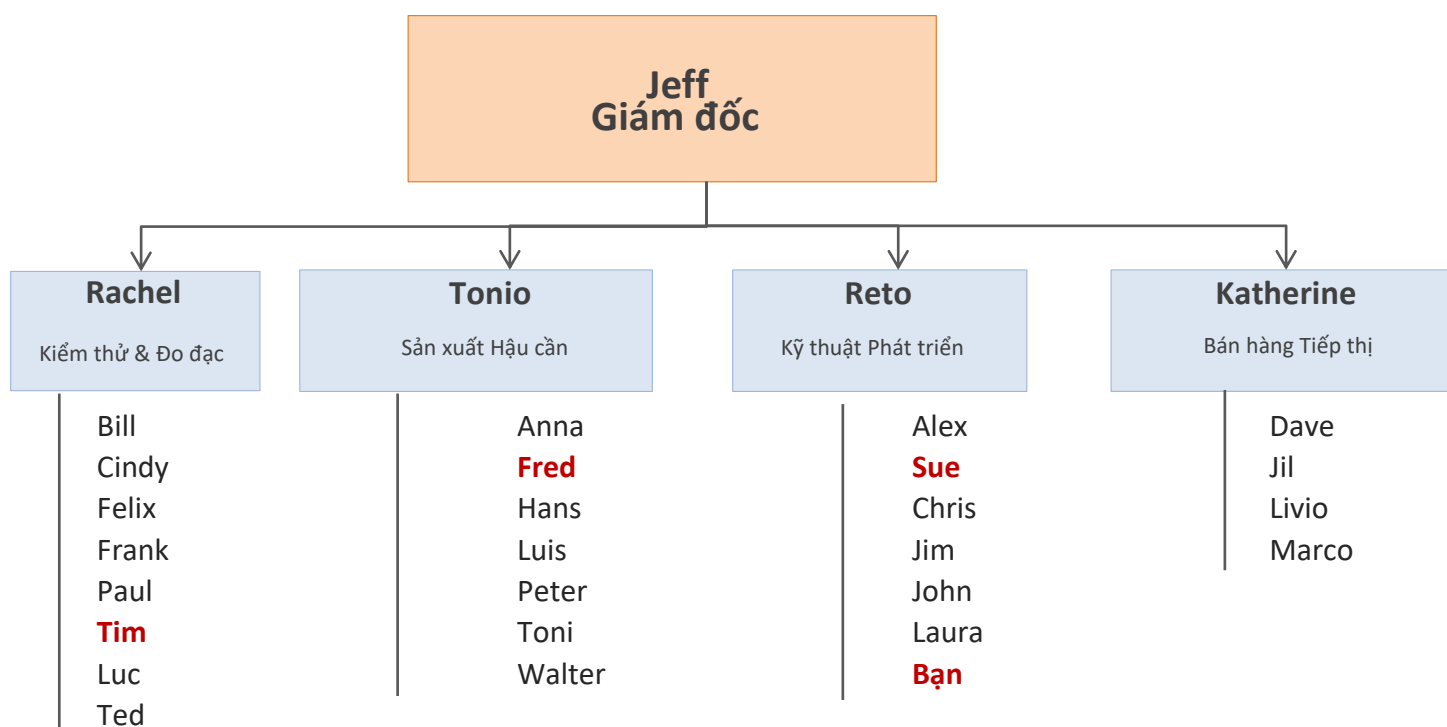 Jeff
Giám đốc
Rachel
Kiểm thử & Đo đạc
Bill
Cindy
Felix
Frank
Paul
Tim
Luc
Ted
Tonio
Sản xuất Hậu cần
Anna
Fred
Hans
Luis
Peter
Toni
Walter
Reto
Kỹ thuật Phát triển
Alex
Sue
Chris
Jim
John
Laura
Bạn
Katherine
Bán hàng Tiếp thị
Dave
Jil
Livio
Marco